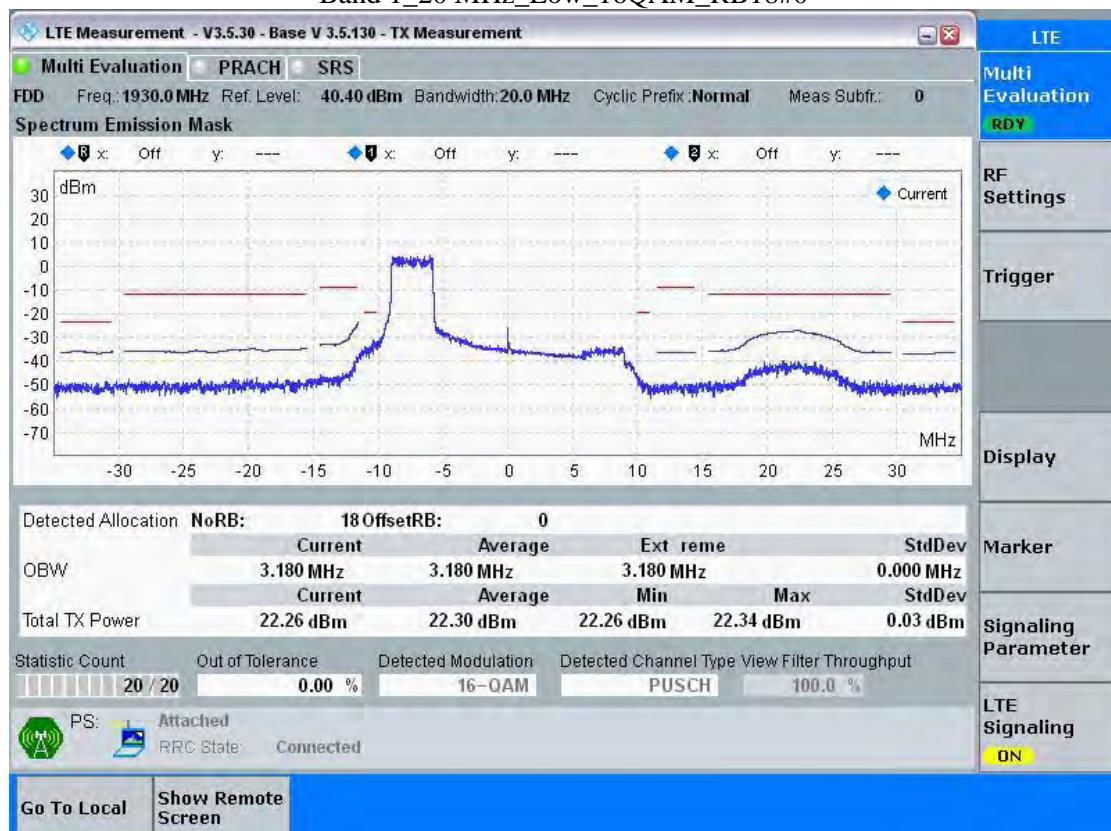 LTE Measurement - V3.5.30 - Base V 3.5.130 - TX Measurement
LTE
Multi Evaluation PRACH SRS
FDD Freq.: 1930.0 MHz Ref. Level: 40.40 dBm Bandwidth: 20.0 MHz Cyclic Prefix : Normal Meas Subfr.: 0
Spectrum Emission Mask
R x: Off y: --- 1 x: Off y: --- 2 x: Off y: ---
dBm
Current
30
20
10
0
-10
-20
-30
-40
-50
-60
-70
MHz
-30 -25 -20 -15 -10 -5 0 5 10 15 20 25 30
Detected Allocation NoRB: 18 OffsetRB: 0
Current Average Ext reme StdDev
OBW 3.180 MHz 3.180 MHz 3.180 MHz 0.000 MHz
Current Average Min Max StdDev
Total TX Power 22.26 dBm 22.30 dBm 22.26 dBm 22.34 dBm 0.03 dBm
Statistic Count Out of Tolerance Detected Modulation Detected Channel Type View Filter Throughput
20 / 20 0.00 % 16-QAM PUSCH 100.0 %
PS: Attached
RRC State: Connected
Multi
Evaluation
RDY
RF
Settings
Trigger
Display
Marker
Signaling
Parameter
LTE
Signaling
ON
Go To Local
Show Remote
Screen